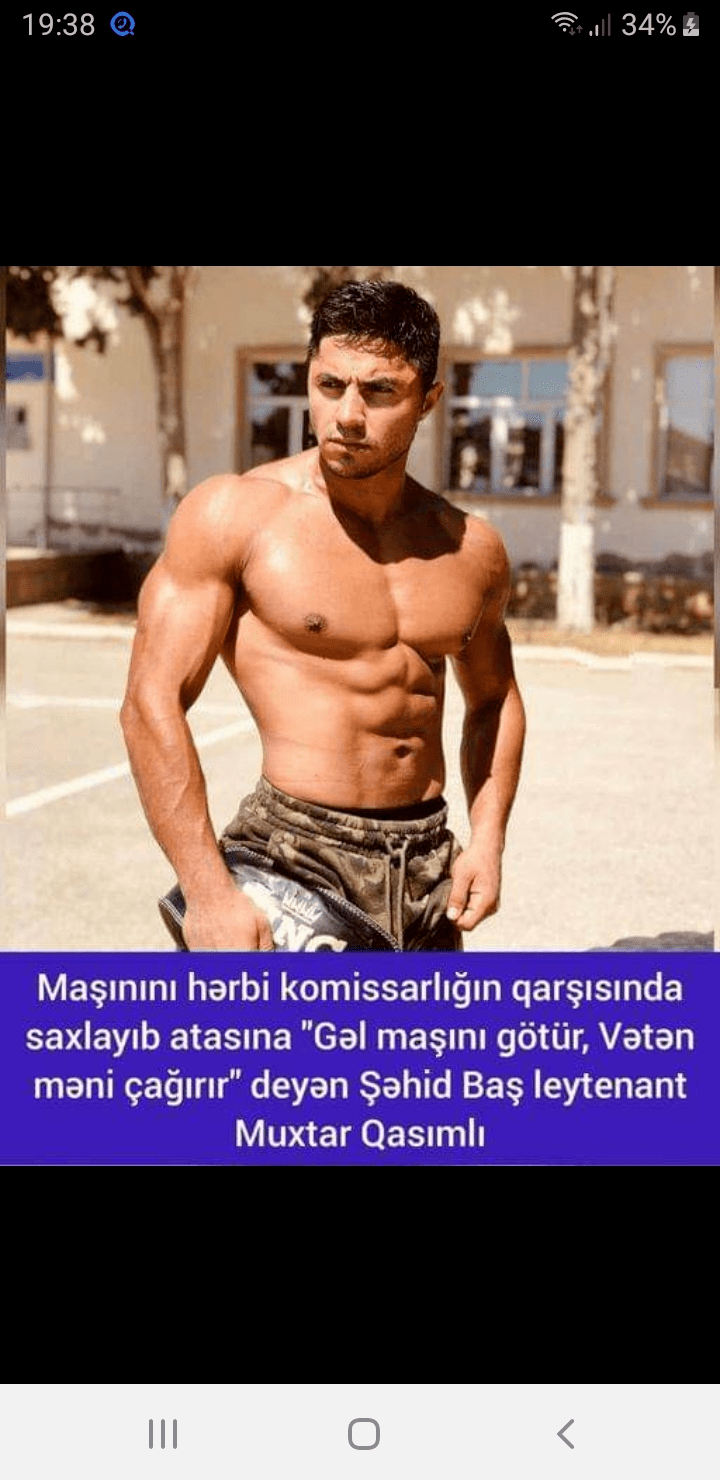 19:38
34%
NG
Maşınını hərbi komissarlığın qarşısında
saxlayıb atasına "Gəl maşını götür, Vətən
məni çağırır" deyən Şəhid Baş leytenant
Muxtar Qasımlı